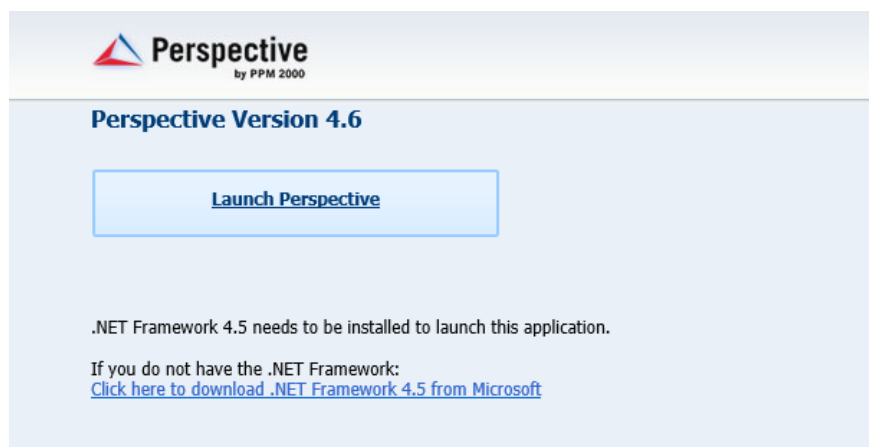 Perspective
by PPM 2000
Perspective Version 4.6
Launch Perspective
.NET Framework 4.5 needs to be installed to launch this application.
If you do not have the .NET Framework:
Click here to download .NET Framework 4.5 from Microsoft